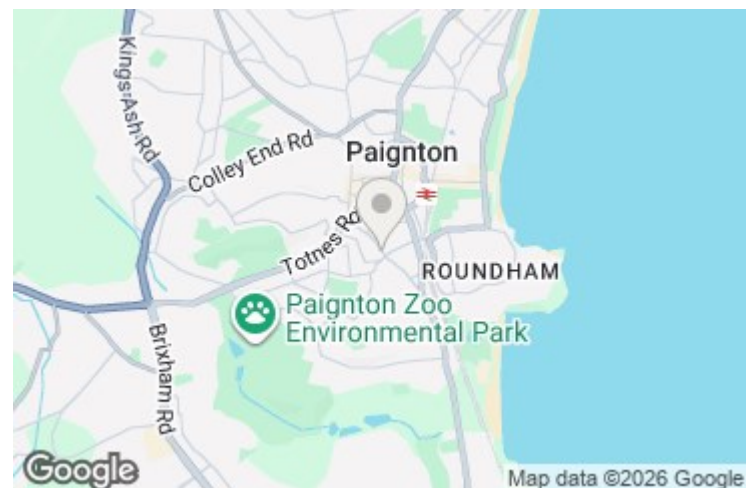 Kings Ash Rd
Colley End Rd
Paignton
Totnes Rd
ROUNDHAM
Paignton Zoo
Environmental Park
Brixham Rd
Google
Map data ©2026 Google